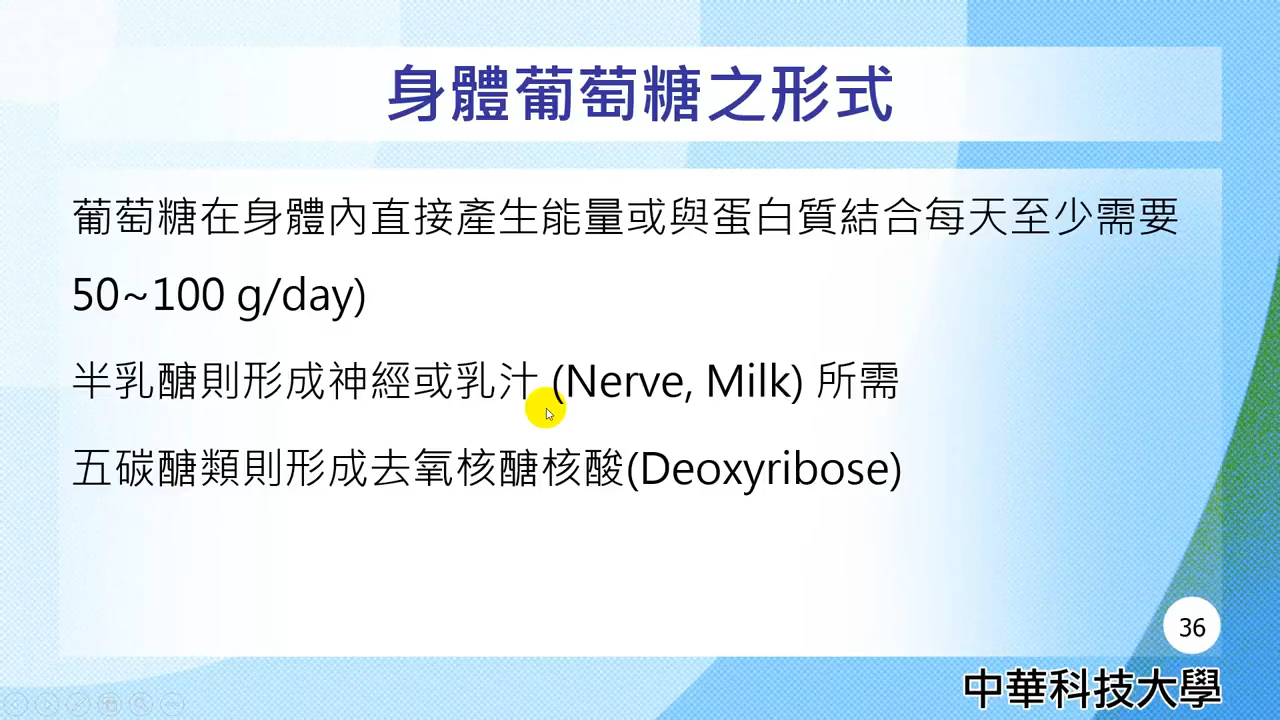 身體葡萄糖之形式
葡萄糖在身體內直接產生能量或與蛋白質結合每天至少需要
50~100 g/day)
半乳醣則形成神經或乳汁 (Nerve, Milk) 所需
五碳醣類則形成去氧核醣核酸(Deoxyribose)
36
中華科技大學